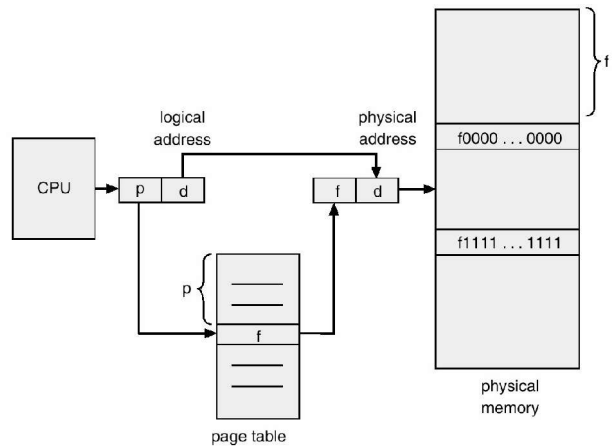 logical
address
physical
address
CPU
p
d
f
d
f
f0000 ... 0000
f1111 ... 1111
p
f
page table
physical
memory